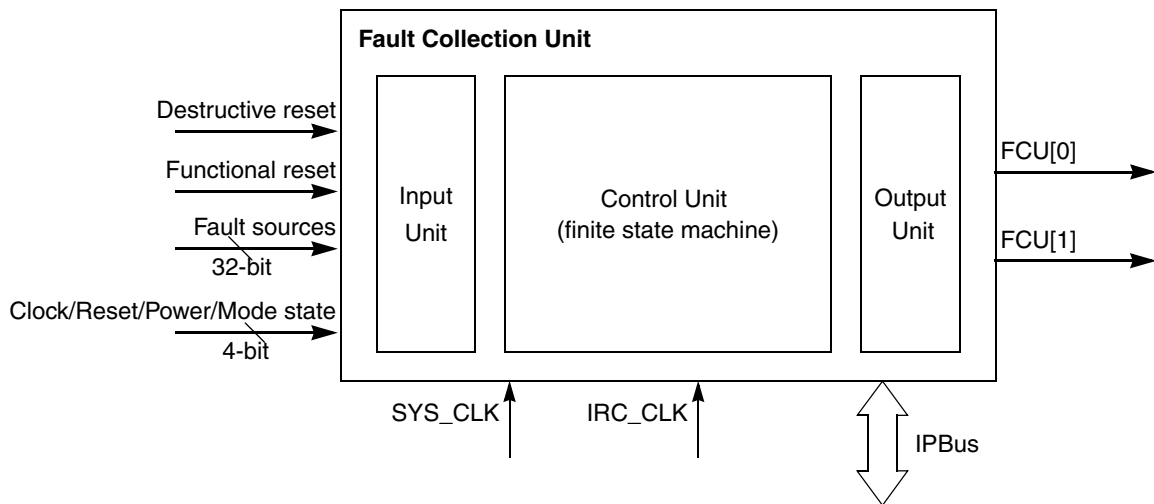 Fault Collection Unit
Destructive reset
Functional reset
Fault sources
32-bit
Clock/Reset/Power/Mode state
4-bit
Input
Unit
Control Unit
(finite state machine)
Output
Unit
FCU[0]
FCU[1]
SYS_CLK
IRC_CLK
IPBus